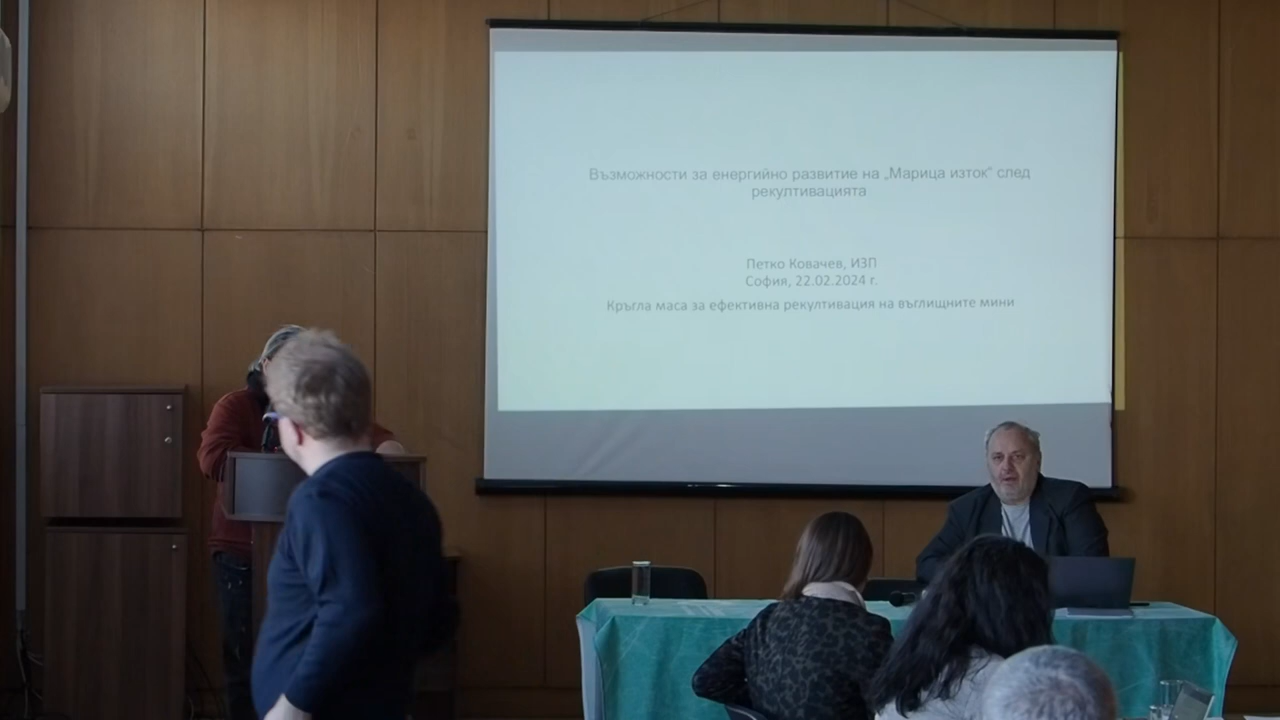 Възможности за енергийно развитие на „Марица изток“ след
рекултивацията
Петко Ковачев, ИЗП
София, 22.02.2024 г.
Кръгла маса за ефективна рекултивация на въглищните мини